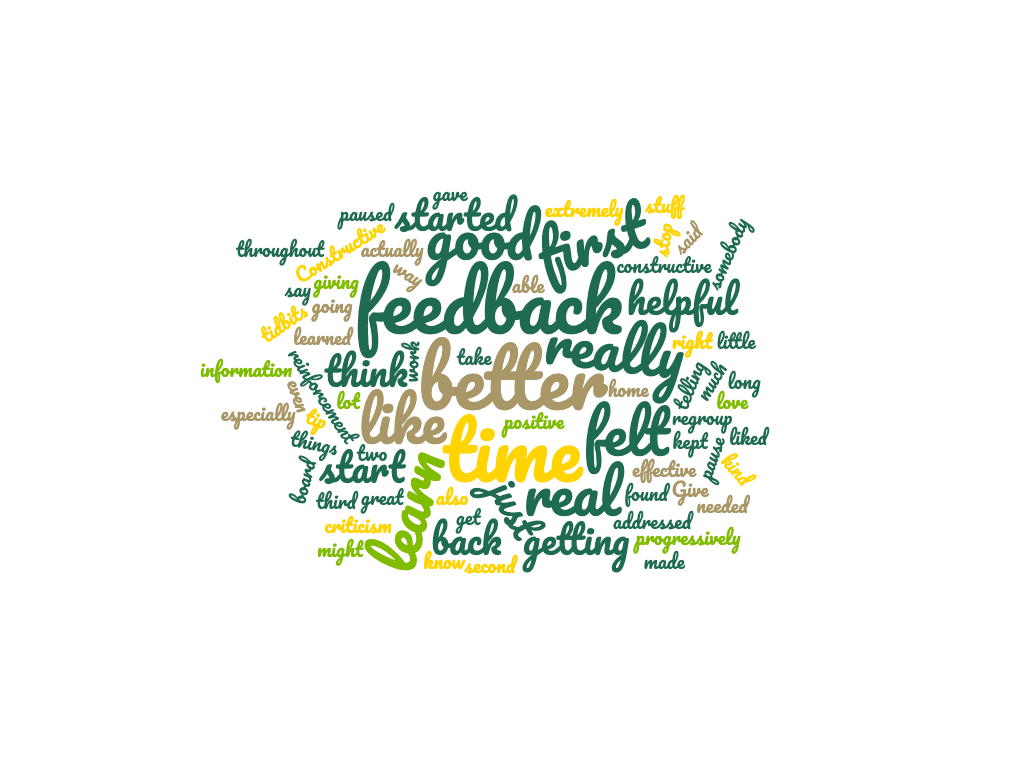 gave
paused
started
extremely
stuff
good
first
stop
said
somebody
throughout
Constructive
actually
way
constructive
say
giving
able
feedback
helpful
tidbits
going
learned
work
take
really
right
little
information
reinforcement
think
better
home
telling
much
long
especially
even
tip
lot
like
positive
love
felt
regroup
things
time
kept
liked
pause
kind
board
two
start
learn
effective
third
great
also
just
real
found
Give
needed
criticism
get
addressed
might
back
getting
progressively
know
second
made